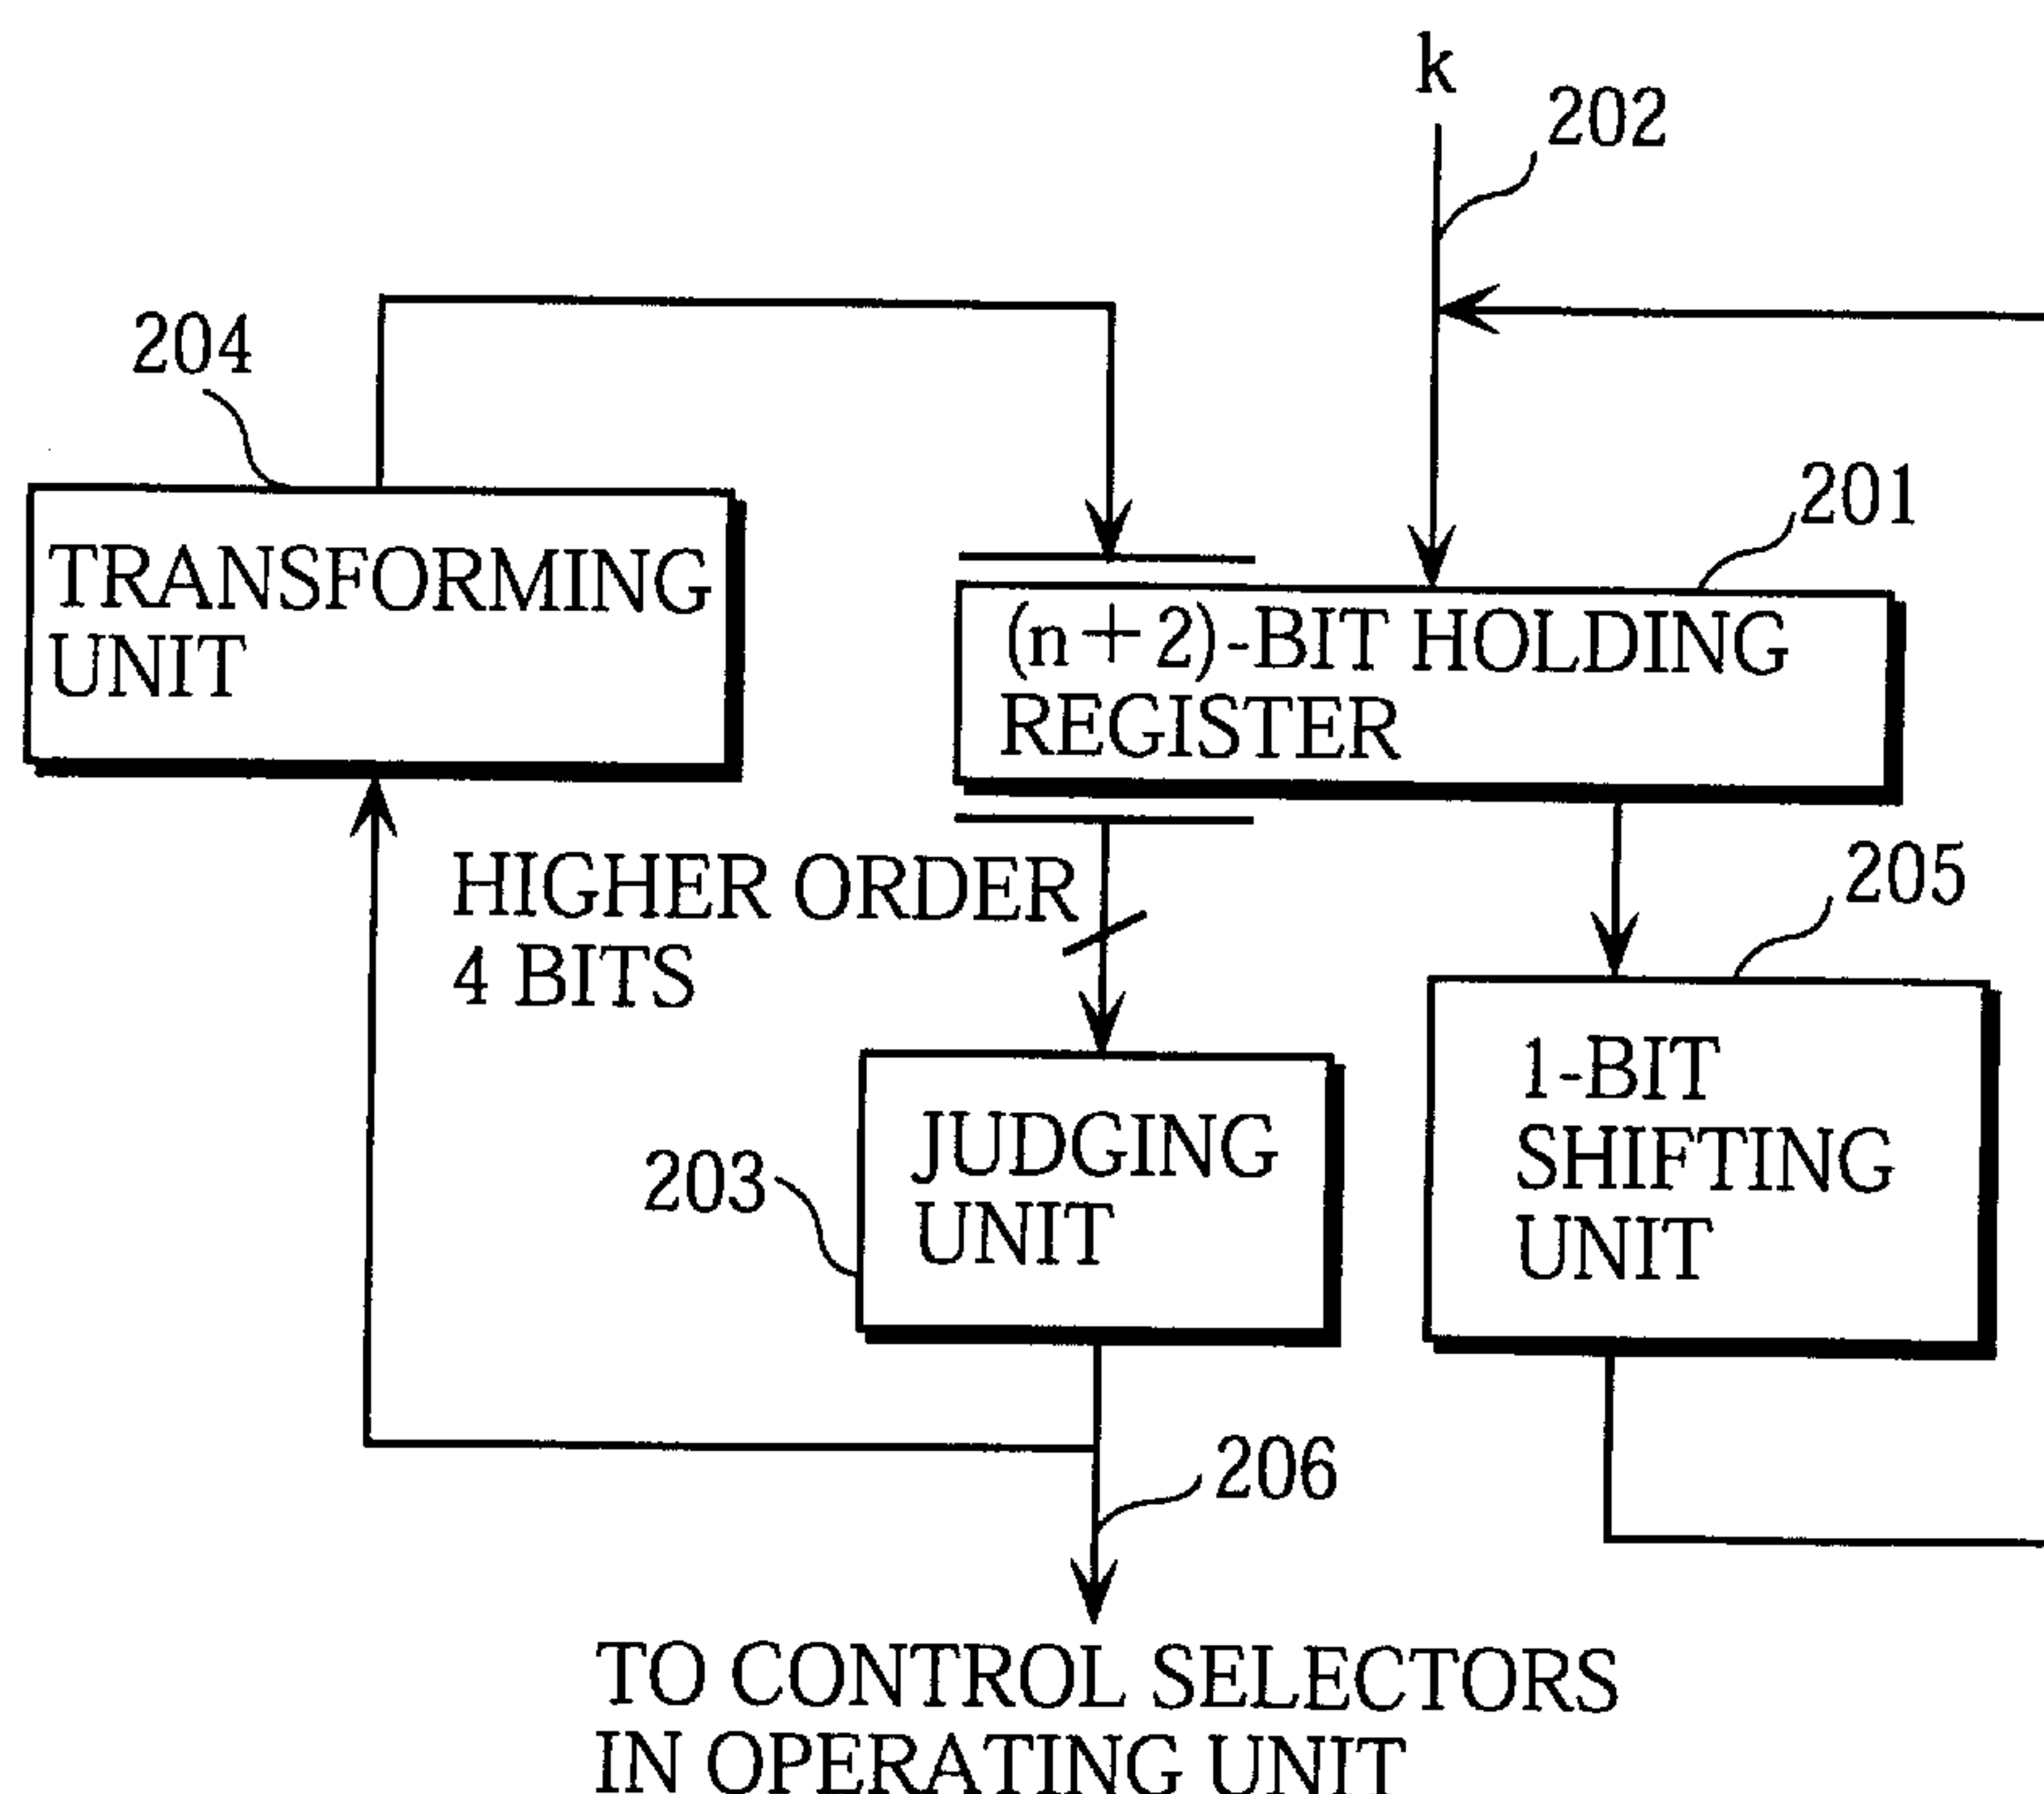 k
202
204
201
TRANSFORMING
UNIT
(n+2)-BIT HOLDING
REGISTER
HIGHER ORDER
4 BITS
205
1-BIT
SHIFTING
UNIT
203
JUDGING
UNIT
206
TO CONTROL SELECTORS
IN OPERATING UNIT